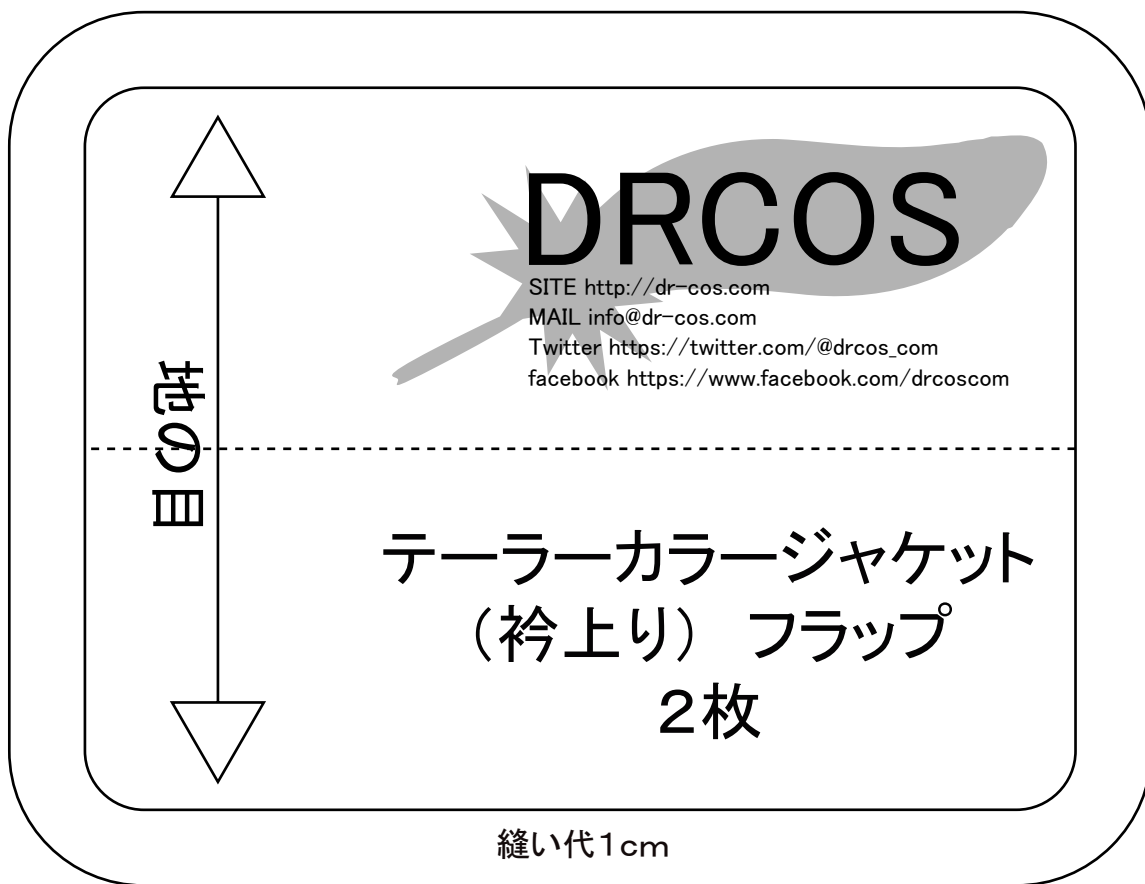 DRCOS
SITE http://dr-cos.com
MAIL info@dr-cos.com
Twitter https://twitter.com/@drcos_com
facebook https://www.facebook.com/drcoscom
地の目
テーラーカラージャケット
（衿上り）　フラップ
２枚
縫い代１cm